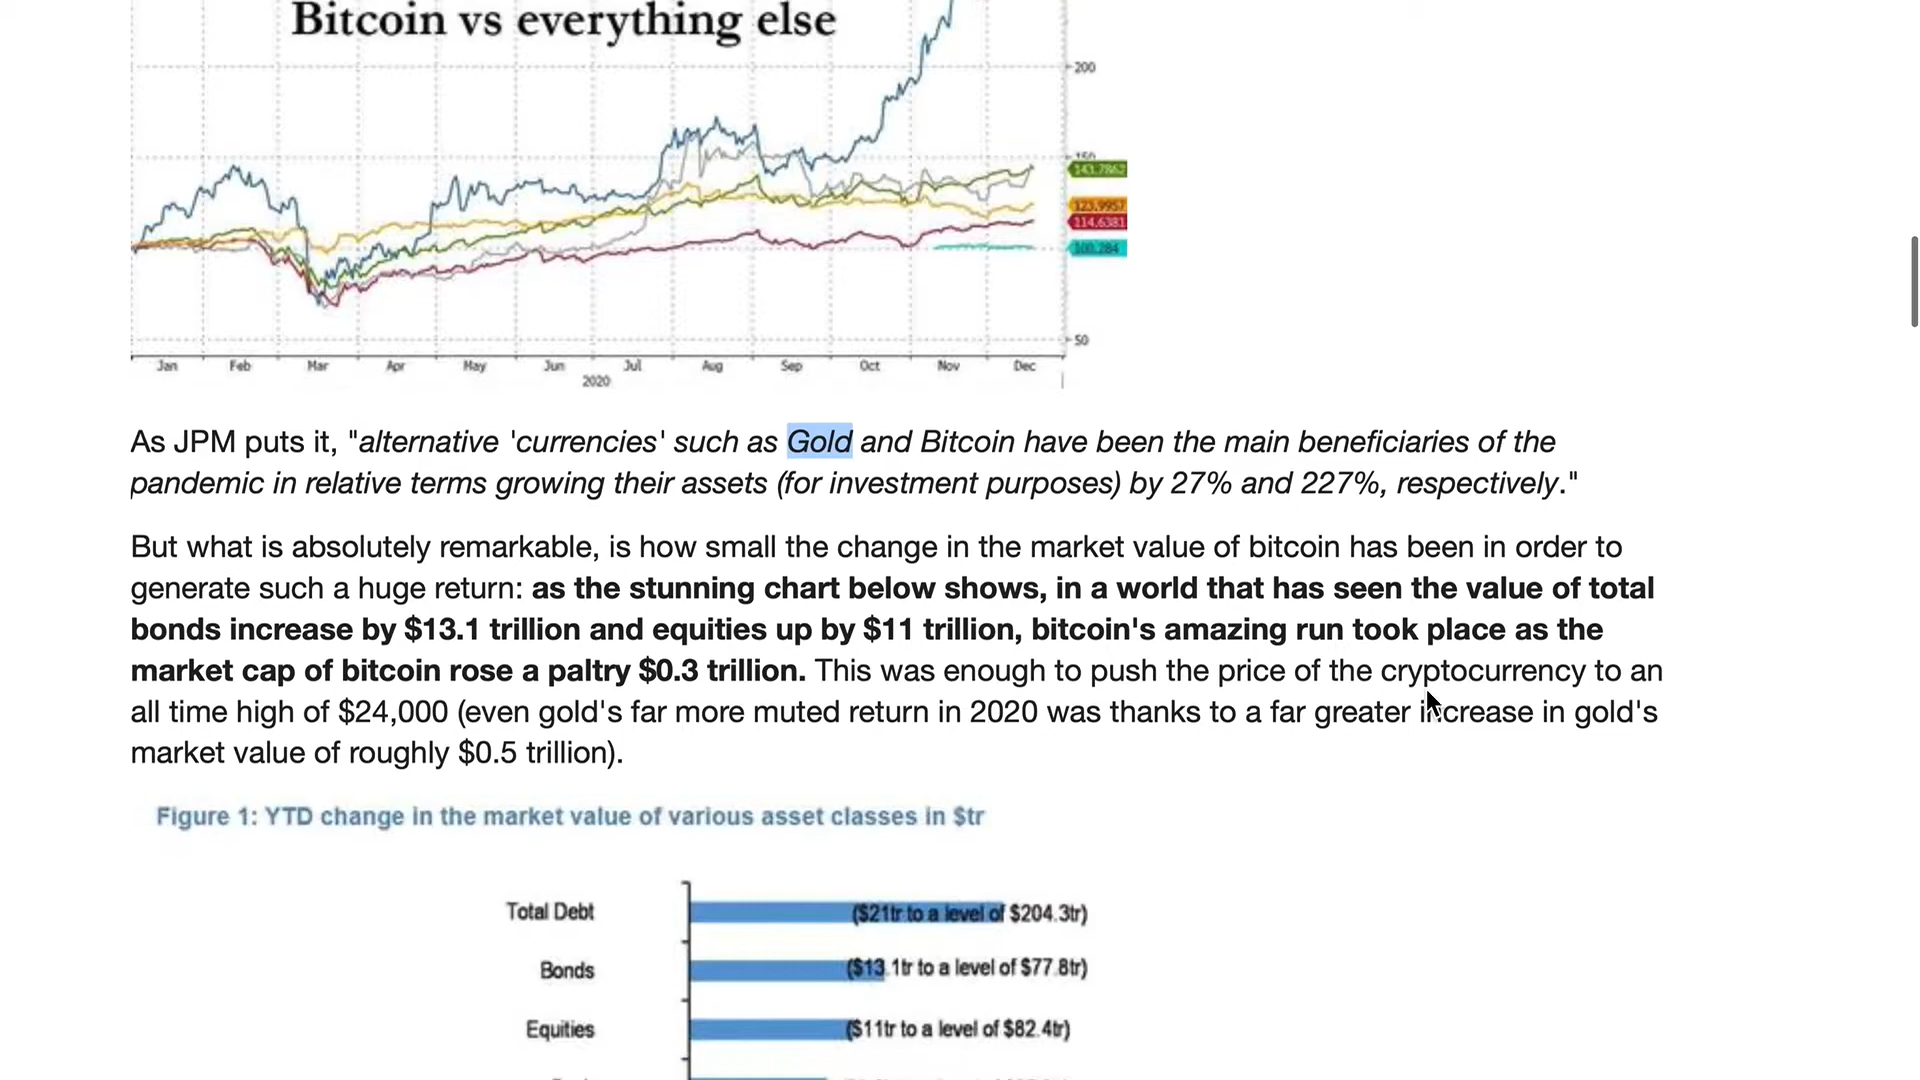 Bitcoin vs everything else
200
150
143.7862
123.9957
114.6381
100.284
50
Jan Feb Mar Apr May Jun Jul Aug Sep Oct Nov Dec
2020
As JPM puts it, "alternative 'currencies' such as Gold and Bitcoin have been the main beneficiaries of the
pandemic in relative terms growing their assets (for investment purposes) by 27% and 227%, respectively."
But what is absolutely remarkable, is how small the change in the market value of bitcoin has been in order to
generate such a huge return: as the stunning chart below shows, in a world that has seen the value of total
bonds increase by $13.1 trillion and equities up by $11 trillion, bitcoin's amazing run took place as the
market cap of bitcoin rose a paltry $0.3 trillion. This was enough to push the price of the cryptocurrency to an
all time high of $24,000 (even gold's far more muted return in 2020 was thanks to a far greater increase in gold's
market value of roughly $0.5 trillion).
Figure 1: YTD change in the market value of various asset classes in $tr
Total Debt ($21tr to a level of $204.3tr)
Bonds ($13.1tr to a level of $77.8tr)
Equities ($11tr to a level of $82.4tr)